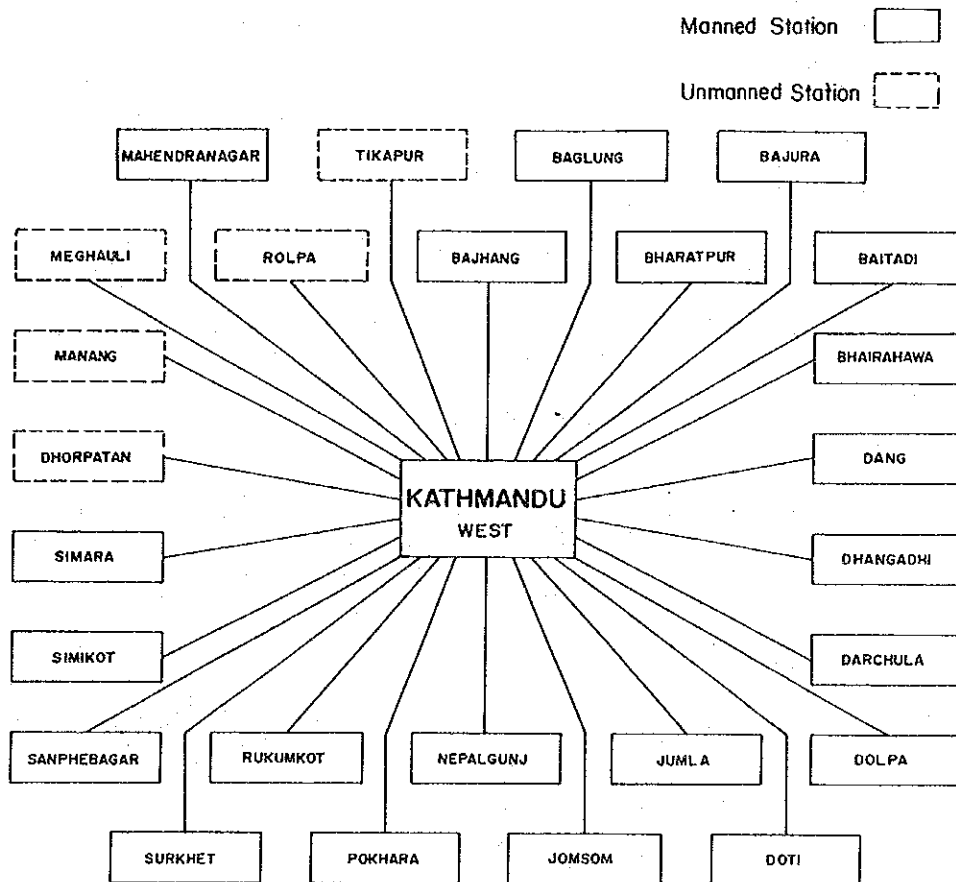 Manned Station
Unmanned Station
MAHENDRANAGAR
TIKAPUR
BAGLUNG
BAJURA
MEGHAULI
ROLPA
BAJHANG
BHARATPUR
BAITADI
MANANG
BHAIRAHAWA
DHORPATAN
DANG
KATHMANDU
WEST
SIMARA
DHANGADHI
SIMIKOT
DARCHULA
SANPHEBAGAR
RUKUMKOT
NEPALGUNJ
JUMLA
DOLPA
SURKHET
POKHARA
JOMSOM
DOTI